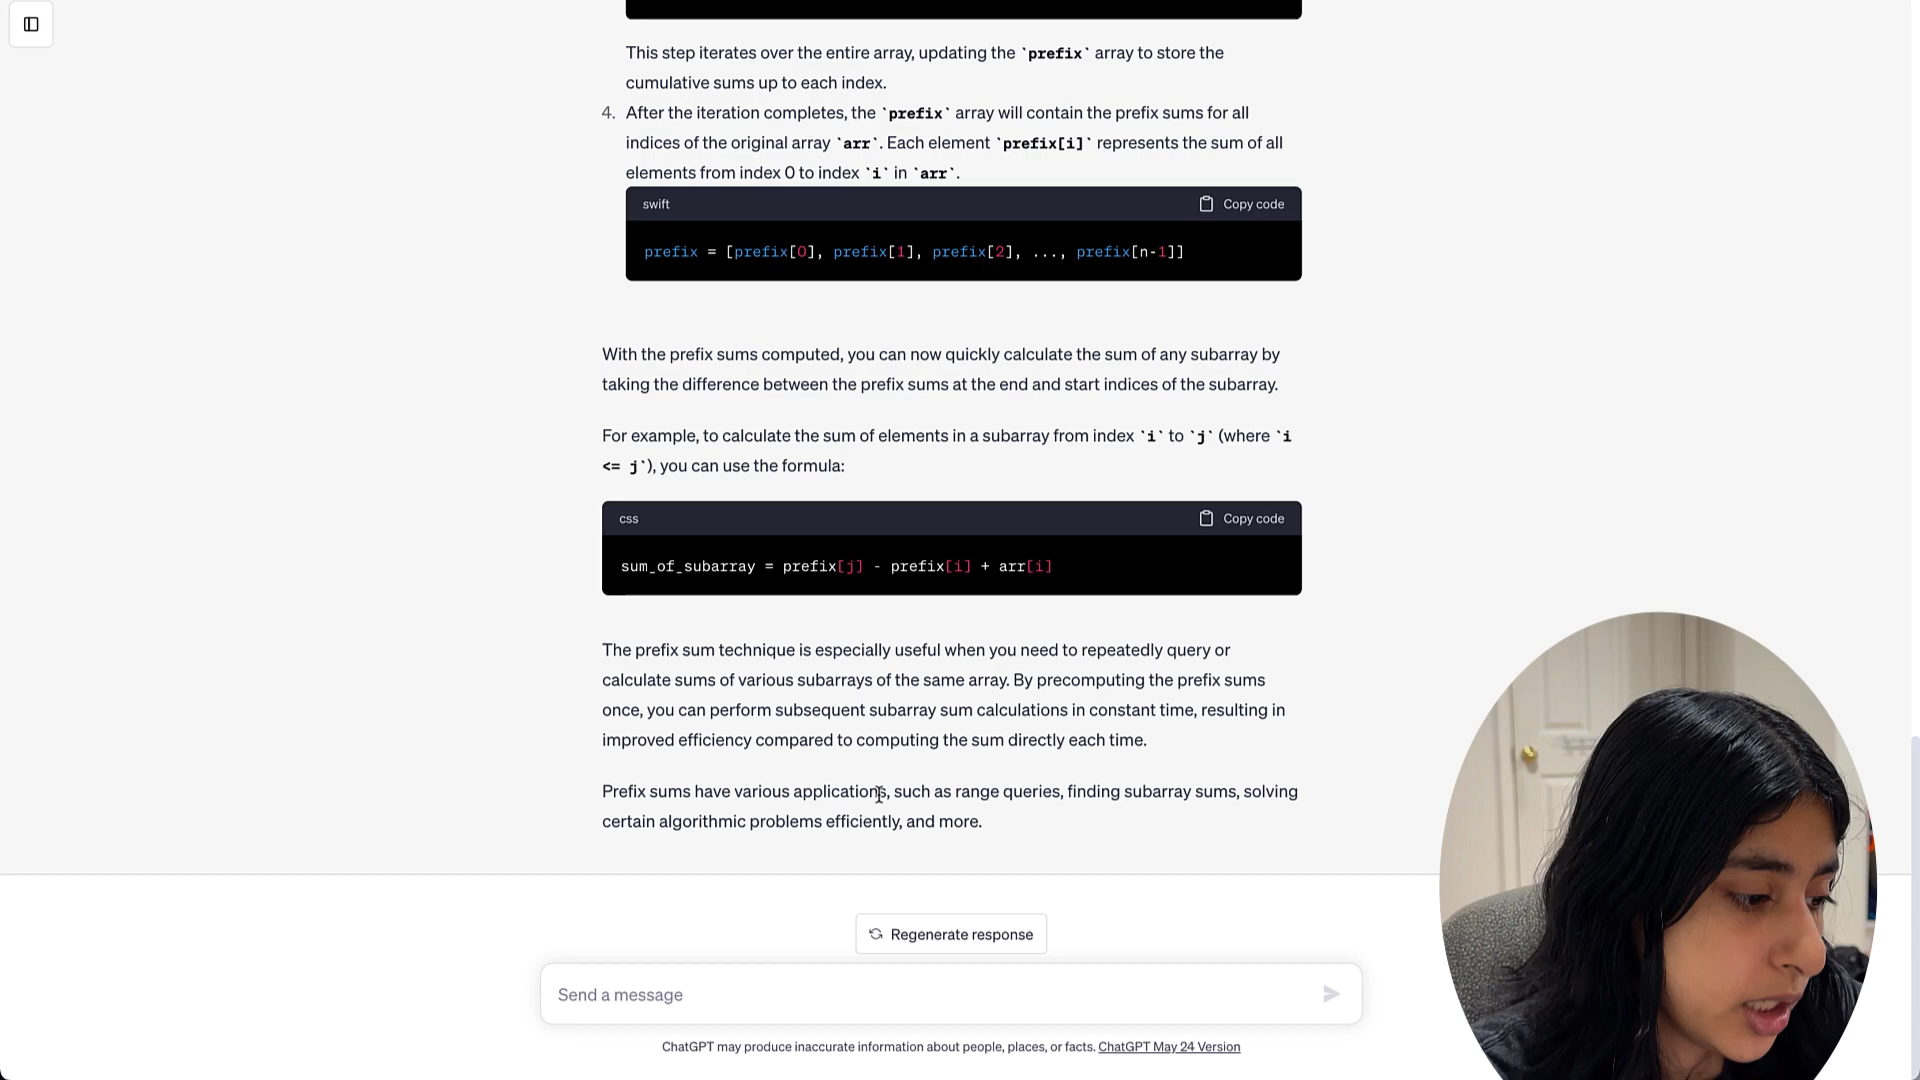 This step iterates over the entire array, updating the `prefix` array to store the
cumulative sums up to each index.
4. After the iteration completes, the `prefix` array will contain the prefix sums for all
indices of the original array `arr`. Each element `prefix[i]` represents the sum of all
elements from index 0 to index `i` in `arr`.
swift Copy code
prefix = [prefix[0], prefix[1], prefix[2], ..., prefix[n-1]]
With the prefix sums computed, you can now quickly calculate the sum of any subarray by
taking the difference between the prefix sums at the end and start indices of the subarray.
For example, to calculate the sum of elements in a subarray from index `i` to `j` (where `i
<= j`), you can use the formula:
css Copy code
sum_of_subarray = prefix[j] - prefix[i] + arr[i]
The prefix sum technique is especially useful when you need to repeatedly query or
calculate sums of various subarrays of the same array. By precomputing the prefix sums
once, you can perform subsequent subarray sum calculations in constant time, resulting in
improved efficiency compared to computing the sum directly each time.
Prefix sums have various applications, such as range queries, finding subarray sums, solving
certain algorithmic problems efficiently, and more.
Regenerate response
Send a message
ChatGPT may produce inaccurate information about people, places, or facts. ChatGPT May 24 Version